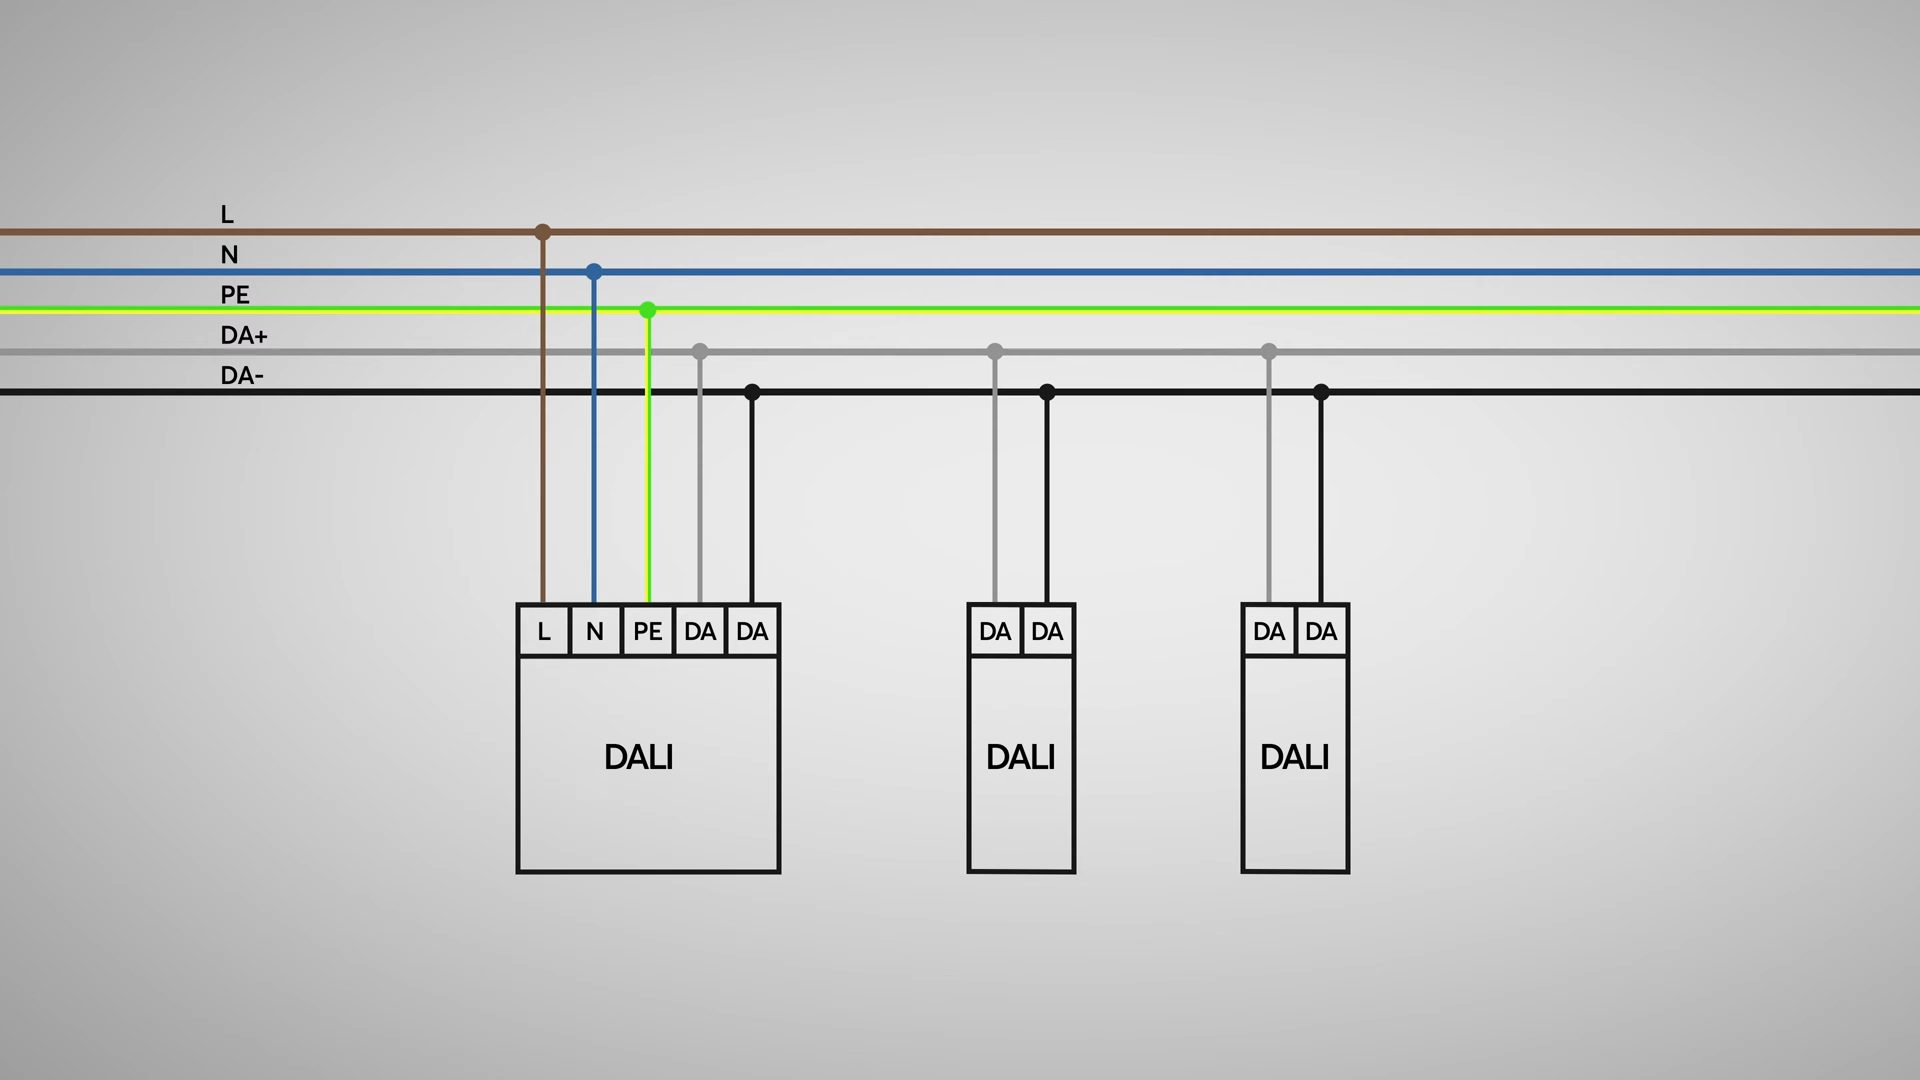 L
N
PE
DA+
DA-
L N PE DA DA
DA DA
DA DA
DALI
DALI
DALI